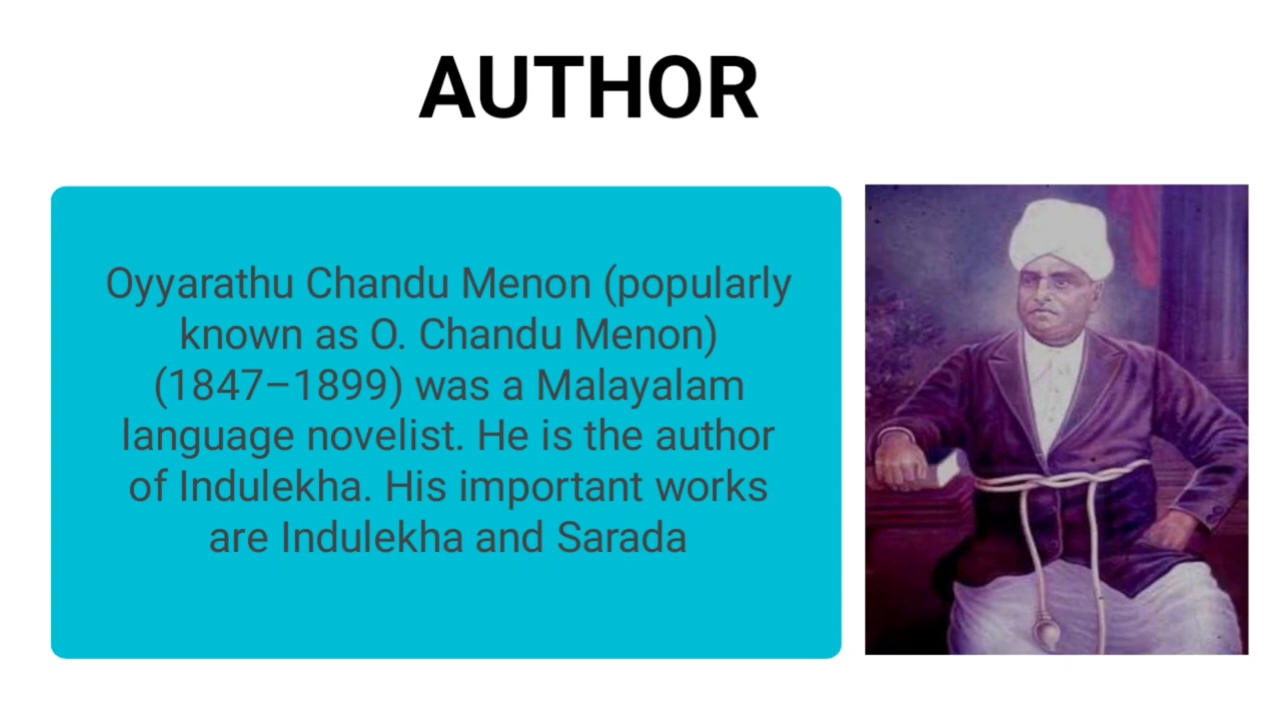 AUTHOR
Oyyarathu Chandu Menon (popularly
known as O. Chandu Menon)
(1847–1899) was a Malayalam
language novelist. He is the author
of Indulekha. His important works
are Indulekha and Sarada